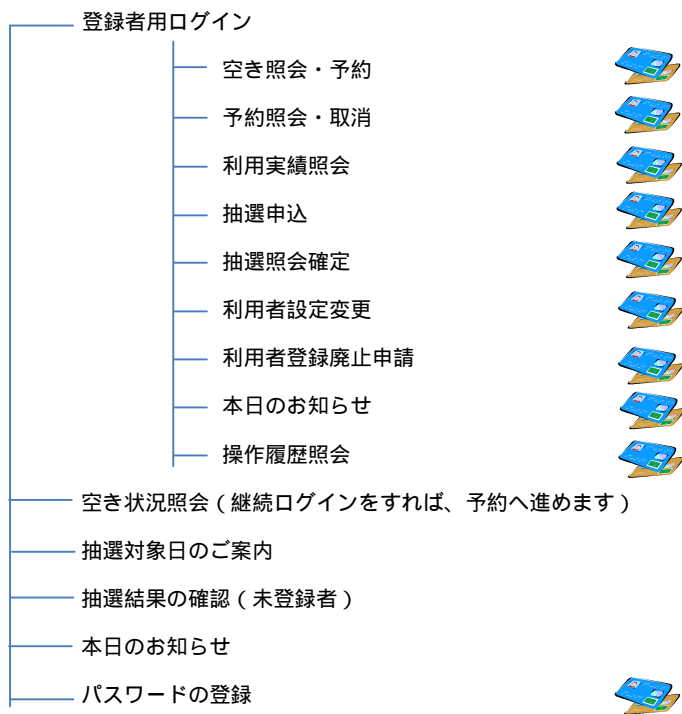 登録者用ログイン
空き照会・予約
予約照会・取消
利用実績照会
抽選申込
抽選照会確定
利用者設定変更
利用者登録廃止申請
本日のお知らせ
操作履歴照会
空き状況照会（継続ログインをすれば、予約へ進めます）
抽選対象日のご案内
抽選結果の確認（未登録者）
本日のお知らせ
パスワードの登録